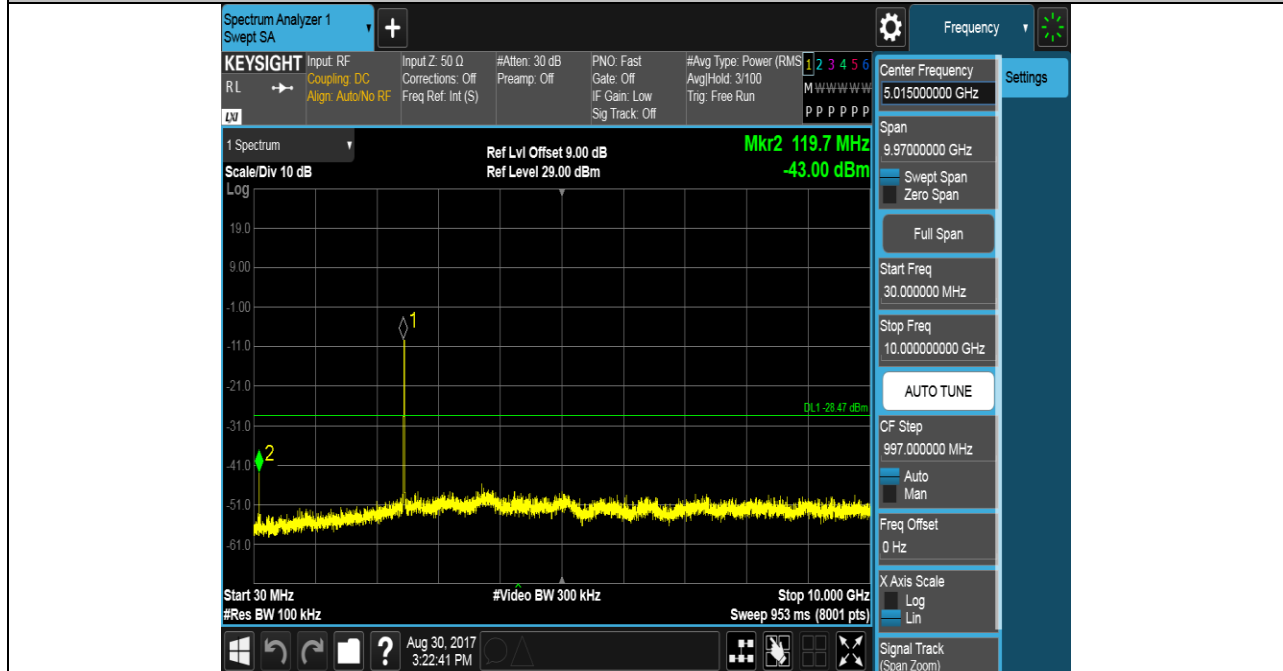 Spectrum Analyzer 1
Swept SA
+
Frequency
KEYSIGHT
RL
LXI
Input: RF
Coupling: DC
Align: Auto/No RF
Input Z: 50 Ω
Corrections: Off
Freq Ref: Int (S)
#Atten: 30 dB
Preamp: Off
PNO: Fast
Gate: Off
IF Gain: Low
Sig Track: Off
#Avg Type: Power (RMS
Avg|Hold: 3/100
Trig: Free Run
1 2 3 4 5 6
M W W W W W
P P P P P P
1 Spectrum
Scale/Div 10 dB
Log
Ref Lvl Offset 9.00 dB
Ref Level 29.00 dBm
Mkr2 119.7 MHz
-43.00 dBm
19.0
9.00
-1.00
-11.0
-21.0
-31.0
-41.0
-51.0
-61.0
1
2
DL1 -28.47 dBm
Start 30 MHz
#Res BW 100 kHz
#Video BW 300 kHz
Stop 10.000 GHz
Sweep 953 ms (8001 pts)
?
Aug 30, 2017
3:22:41 PM
Center Frequency
5.015000000 GHz
Settings
Span
9.97000000 GHz
Swept Span
Zero Span
Full Span
Start Freq
30.000000 MHz
Stop Freq
10.000000000 GHz
AUTO TUNE
CF Step
997.000000 MHz
Auto
Man
Freq Offset
0 Hz
X Axis Scale
Log
Lin
Signal Track
(Span Zoom)